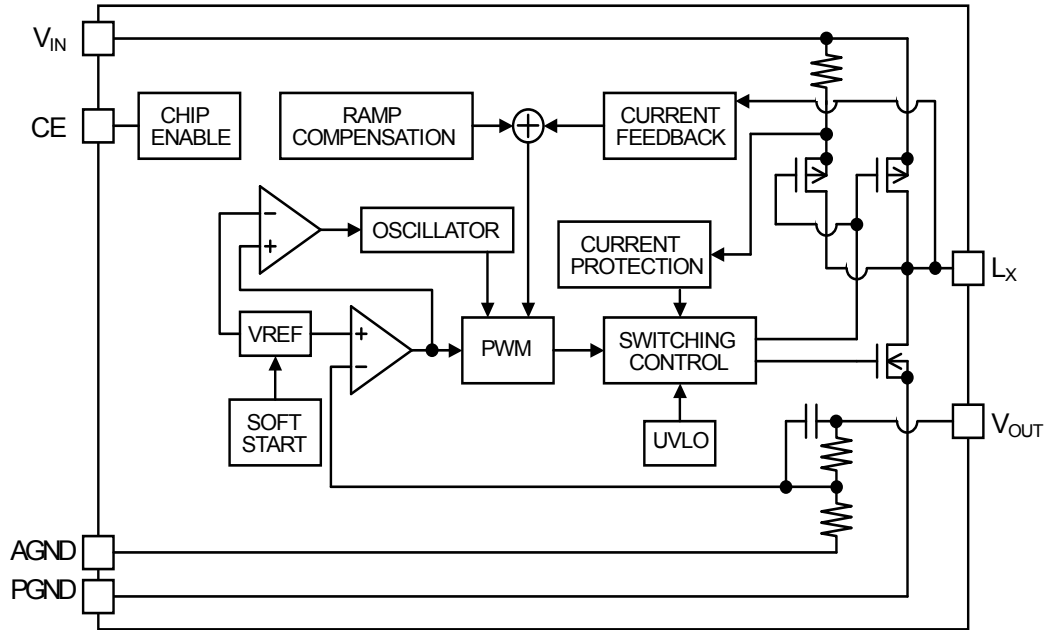 VIN
CE
CHIP
ENABLE
RAMP
COMPENSATION
CURRENT
FEEDBACK
−
+
OSCILLATOR
CURRENT
PROTECTION
LX
VREF
+
−
PWM
SWITCHING
CONTROL
SOFT
START
UVLO
VOUT
AGND
PGND